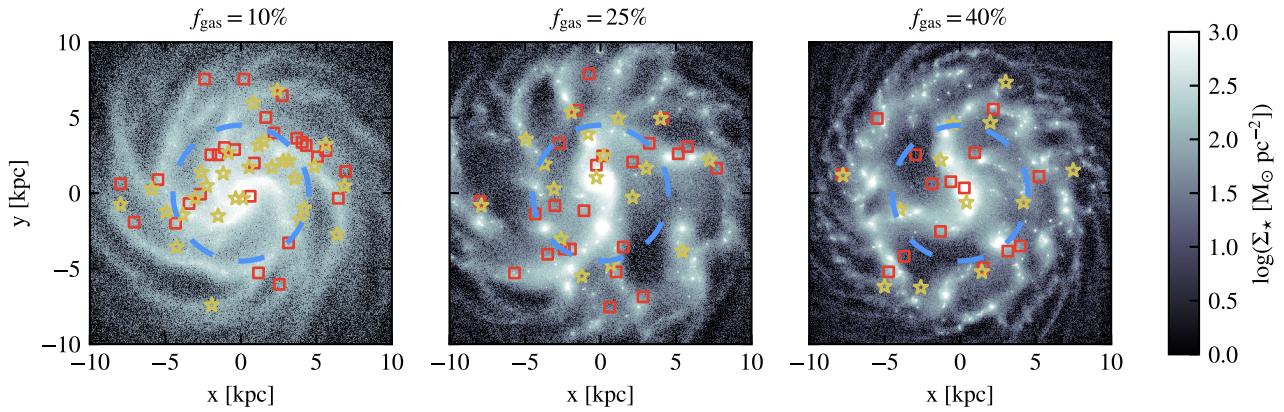 f_gas = 10%
f_gas = 25%
f_gas = 40%
10
5
0
−5
−10
y [kpc]
−10 −5 0 5 10
−10 −5 0 5 10
−10 −5 0 5 10
x [kpc]
x [kpc]
x [kpc]
3.0
2.5
2.0
1.5
1.0
0.5
0.0
log(Σ⋆ [M⊙ pc⁻²])